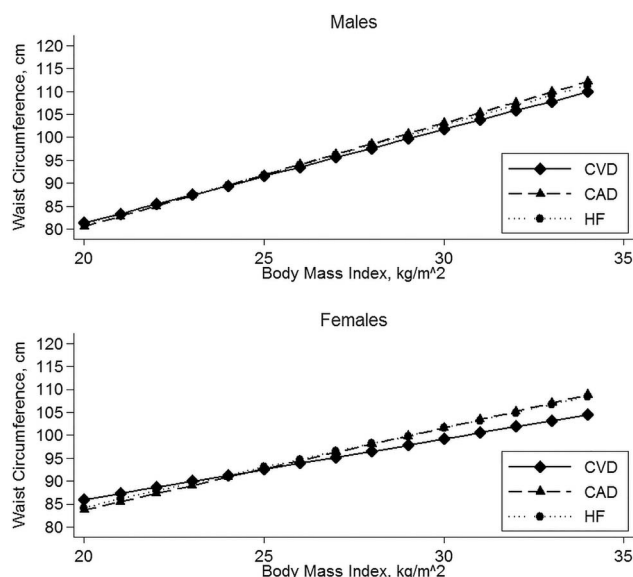 Males
Waist Circumference, cm
120
115
110
105
100
95
90
85
80
CVD
CAD
HF
20
25
30
35
Body Mass Index, kg/m^2
Females
Waist Circumference, cm
120
115
110
105
100
95
90
85
80
CVD
CAD
HF
20
25
30
35
Body Mass Index, kg/m^2